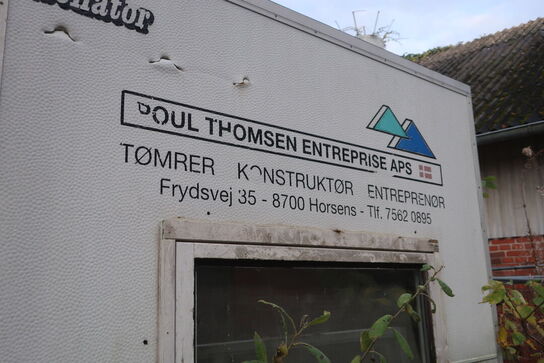 POUL THOMSEN ENTREPRISE APS
TØMRER KONSTRUKTØR ENTREPRENØR
Frydsvej 35 - 8700 Horsens - Tlf. 7562 0895